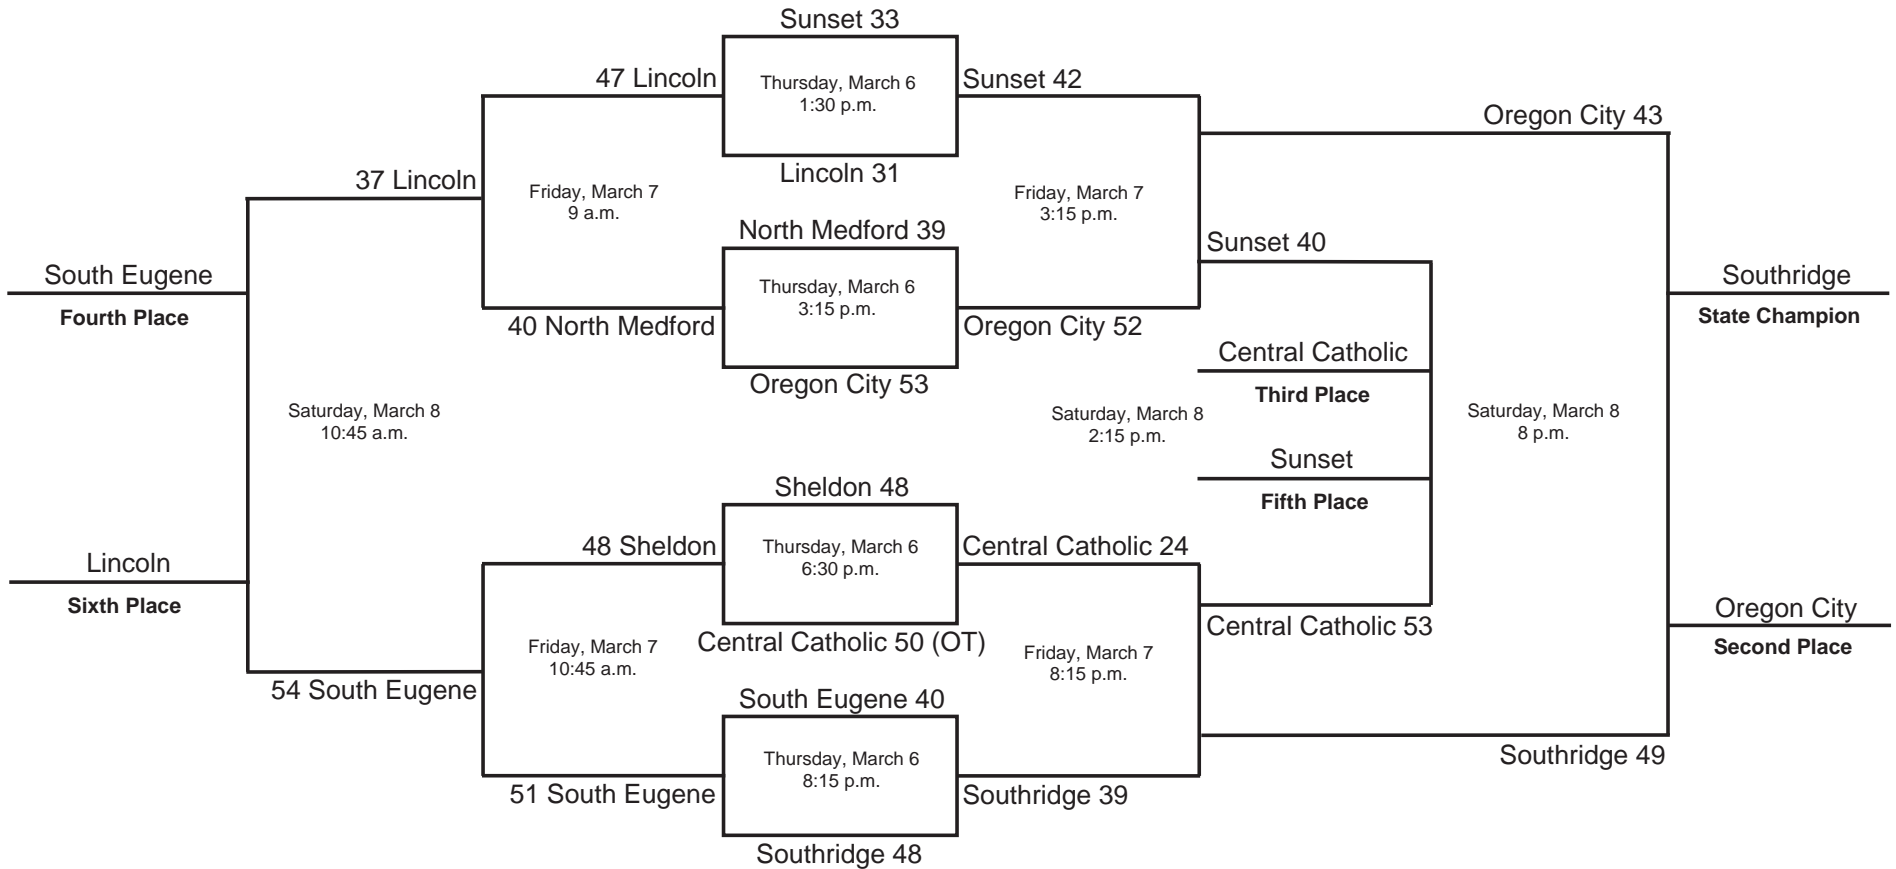 Sunset 33
47 Lincoln
Thursday, March 6
1:30 p.m.
Sunset 42
Lincoln 31
Oregon City 43
37 Lincoln
Friday, March 7
9 a.m.
Friday, March 7
3:15 p.m.
North Medford 39
Sunset 40
South Eugene
Fourth Place
Thursday, March 6
3:15 p.m.
Southridge
State Champion
40 North Medford
Oregon City 52
Oregon City 53
Central Catholic
Third Place
Saturday, March 8
10:45 a.m.
Saturday, March 8
2:15 p.m.
Saturday, March 8
8 p.m.
Sunset
Fifth Place
Sheldon 48
48 Sheldon
Thursday, March 6
6:30 p.m.
Central Catholic 24
Lincoln
Sixth Place
Central Catholic 50 (OT)
Central Catholic 53
Oregon City
Second Place
Friday, March 7
10:45 a.m.
Friday, March 7
8:15 p.m.
54 South Eugene
South Eugene 40
Thursday, March 6
8:15 p.m.
Southridge 49
51 South Eugene
Southridge 39
Southridge 48